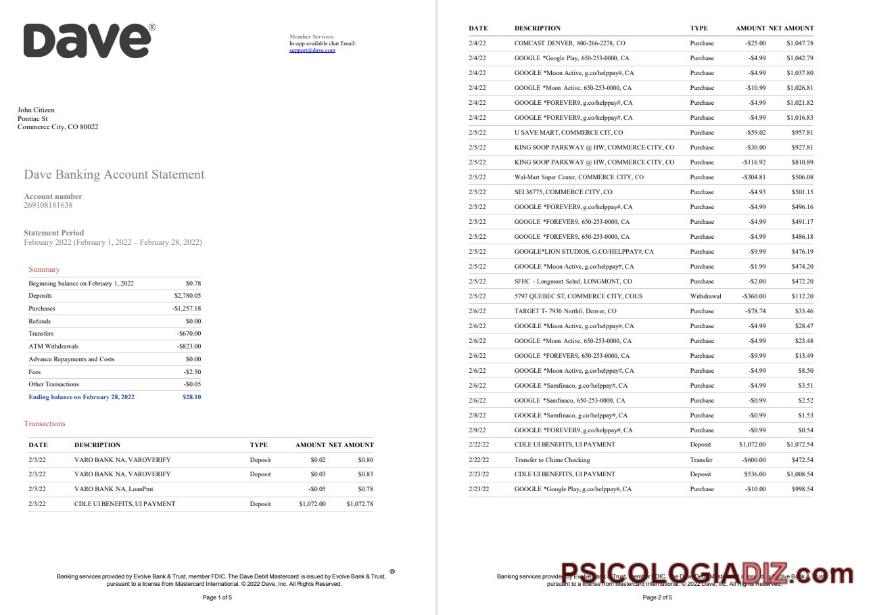 Dave®
Member Services
In app available chat Email:
support@dave.com
John Citizen
Pontiac St
Commerce City, CO 80022
Dave Banking Account Statement
Account number
269108181638
Statement Period
February 2022 (February 1, 2022 – February 28, 2022)
Summary
Beginning balance on February 1, 2022 $0.78
Deposits $2,780.05
Purchases -$1,257.18
Refunds $0.00
Transfers -$670.00
ATM Withdrawals -$823.00
Advance Repayments and Costs $0.00
Fees -$2.50
Other Transactions -$0.05
Ending balance on February 28, 2022 $28.10
Transactions
DATE DESCRIPTION TYPE AMOUNT NET AMOUNT
2/3/22 VARO BANK NA, VAROVERIFY Deposit $0.02 $0.80
2/3/22 VARO BANK NA, VAROVERIFY Deposit $0.03 $0.83
2/3/22 VARO BANK NA, LoanPmt -$0.05 $0.78
2/3/22 CDLE UI BENEFITS, UI PAYMENT Deposit $1,072.00 $1,072.78
Banking services provided by Evolve Bank & Trust, member FDIC. The Dave Debit Mastercard is issued by Evolve Bank & Trust, ®
pursuant to a license from Mastercard International. © 2022 Dave, Inc. All Rights Reserved.
Page 1 of 5
DATE DESCRIPTION TYPE AMOUNT NET AMOUNT
2/4/22 COMCAST DENVER, 800-266-2278, CO Purchase -$25.00 $1,047.78
2/4/22 GOOGLE *Google Play, 650-253-0000, CA Purchase -$4.99 $1,042.79
2/4/22 GOOGLE *Moon Active, g.co/helppay#, CA Purchase -$4.99 $1,037.80
2/4/22 GOOGLE *Moon Active, 650-253-0000, CA Purchase -$10.99 $1,026.81
2/4/22 GOOGLE *FOREVER9, g.co/helppay#, CA Purchase -$4.99 $1,021.82
2/4/22 GOOGLE *FOREVER9, g.co/helppay#, CA Purchase -$4.99 $1,016.83
2/5/22 U SAVE MART, COMMERCE CIT, CO Purchase -$59.02 $957.81
2/5/22 KING SOOP PARKWAY @ HW, COMMERCE CITY, CO Purchase -$30.00 $927.81
2/5/22 KING SOOP PARKWAY @ HW, COMMERCE CITY, CO Purchase -$116.92 $810.89
2/5/22 Wal-Mart Super Center, COMMERCE CITY, CO Purchase -$304.81 $506.08
2/5/22 SEI 36775, COMMERCE CITY, CO Purchase -$4.93 $501.15
2/5/22 GOOGLE *FOREVER9, g.co/helppay#, CA Purchase -$4.99 $496.16
2/5/22 GOOGLE *FOREVER9, 650-253-0000, CA Purchase -$4.99 $491.17
2/5/22 GOOGLE *FOREVER9, 650-253-0000, CA Purchase -$4.99 $486.18
2/5/22 GOOGLE*LION STUDIOS, G.CO/HELPPAY#, CA Purchase -$9.99 $476.19
2/5/22 GOOGLE *Moon Active, g.co/helppay#, CA Purchase -$1.99 $474.20
2/5/22 SFHC - Longmont Salud, LONGMONT, CO Purchase -$2.00 $472.20
2/5/22 5797 QUEBEC ST, COMMERCE CITY, COUS Withdrawal -$360.00 $112.20
2/6/22 TARGET T- 7930 Northfi, Denver, CO Purchase -$78.74 $33.46
2/6/22 GOOGLE *Moon Active, g.co/helppay#, CA Purchase -$4.99 $28.47
2/6/22 GOOGLE *Moon Active, 650-253-0000, CA Purchase -$4.99 $23.48
2/6/22 GOOGLE *FOREVER9, 650-253-0000, CA Purchase -$9.99 $13.49
2/6/22 GOOGLE *Moon Active, g.co/helppay#, CA Purchase -$4.99 $8.50
2/6/22 GOOGLE *Samfinaco, g.co/helppay#, CA Purchase -$4.99 $3.51
2/6/22 GOOGLE *Samfinaco, 650-253-0000, CA Purchase -$0.99 $2.52
2/8/22 GOOGLE *Samfinaco, g.co/helppay#, CA Purchase -$0.99 $1.53
2/9/22 GOOGLE *FOREVER9, g.co/helppay#, CA Purchase -$0.99 $0.54
2/22/22 CDLE UI BENEFITS, UI PAYMENT Deposit $1,072.00 $1,072.54
2/22/22 Transfer to Chime Checking Transfer -$600.00 $472.54
2/23/22 CDLE UI BENEFITS, UI PAYMENT Deposit $536.00 $1,008.54
2/23/22 GOOGLE *Google Play, g.co/helppay#, CA Purchase -$10.00 $998.54
Banking services provided by
pursuant to a license from Mastercard International. © 2022 Dave, Inc. All Rights Reserved.
PSICOLOGIADIZ.com
Page 2 of 5